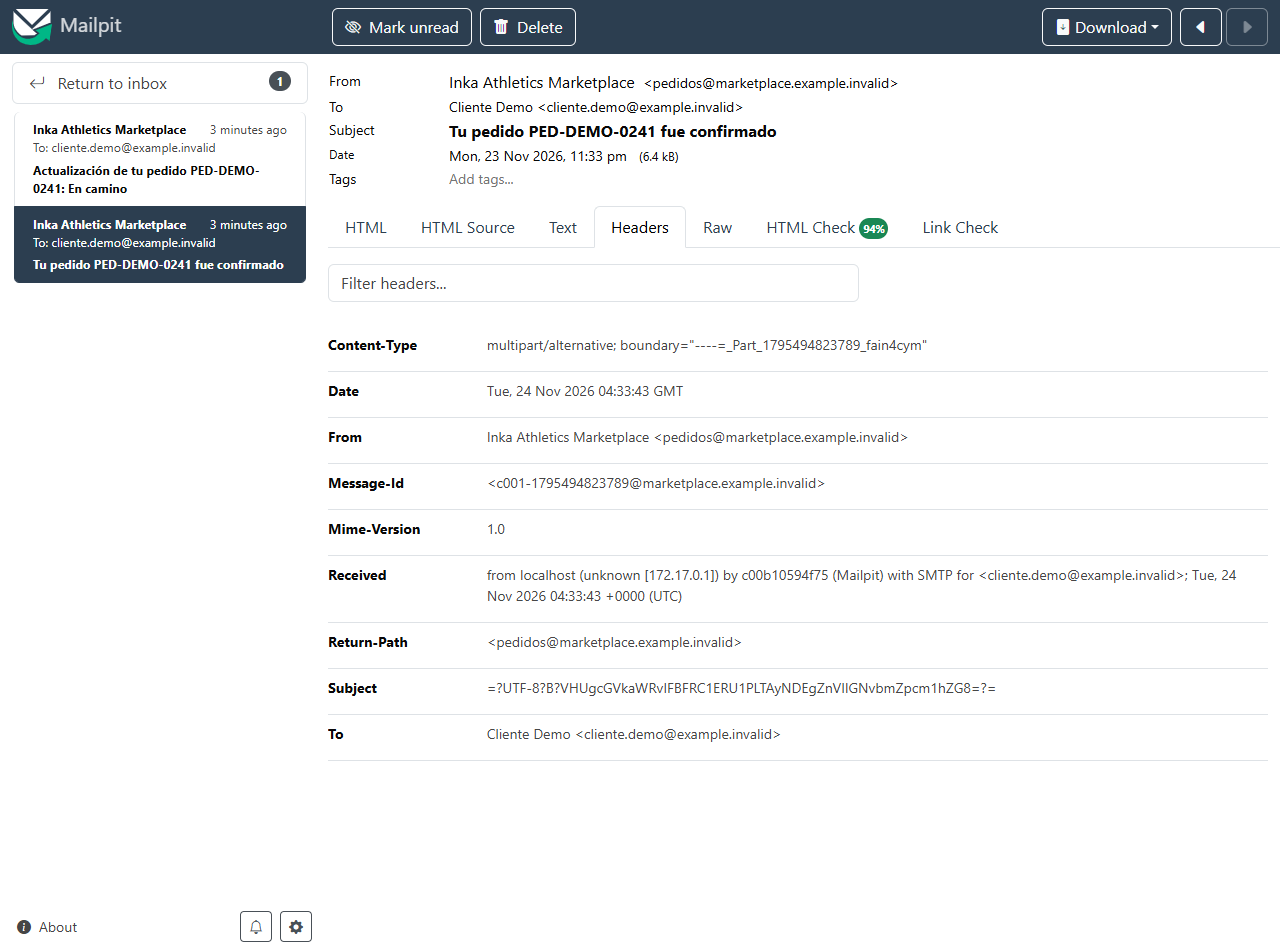 Mailpit
Mark unread
Delete
Download
Return to inbox
1
Inka Athletics Marketplace 3 minutes ago
To: cliente.demo@example.invalid
Actualización de tu pedido PED-DEMO-
0241: En camino
Inka Athletics Marketplace 3 minutes ago
To: cliente.demo@example.invalid
Tu pedido PED-DEMO-0241 fue confirmado
From Inka Athletics Marketplace <pedidos@marketplace.example.invalid>
To Cliente Demo <cliente.demo@example.invalid>
Subject Tu pedido PED-DEMO-0241 fue confirmado
Date Mon, 23 Nov 2026, 11:33 pm (6.4 kB)
Tags Add tags...
HTML HTML Source Text Headers Raw HTML Check 94% Link Check
Filter headers...
Content-Type multipart/alternative; boundary="----=_Part_1795494823789_fain4cym"
Date Tue, 24 Nov 2026 04:33:43 GMT
From Inka Athletics Marketplace <pedidos@marketplace.example.invalid>
Message-Id <c001-1795494823789@marketplace.example.invalid>
Mime-Version 1.0
Received from localhost (unknown [172.17.0.1]) by c00b10594f75 (Mailpit) with SMTP for <cliente.demo@example.invalid>; Tue, 24
Nov 2026 04:33:43 +0000 (UTC)
Return-Path <pedidos@marketplace.example.invalid>
Subject =?UTF-8?B?VHUgcGVkaWRvIFBFRC1ERU1PLTAyNDEgZnVlIGNvbmZpcm1hZG8=?=
To Cliente Demo <cliente.demo@example.invalid>
About